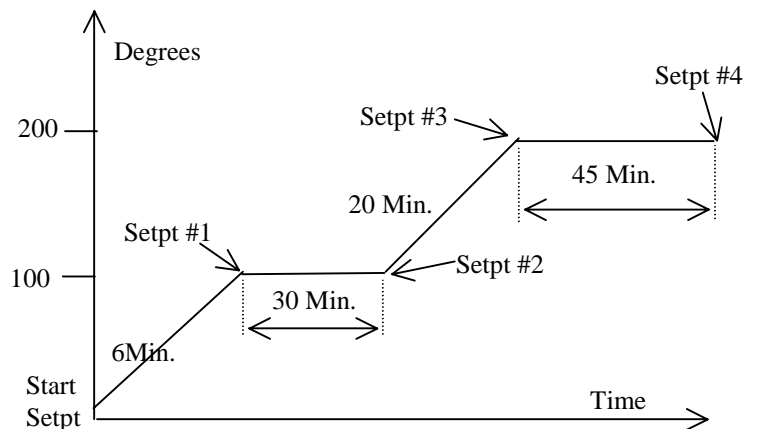 Degrees
Setpt #4
Setpt #3
200
45 Min.
20 Min.
Setpt #1
Setpt #2
100
30 Min.
6Min.
Start
Setpt
Time